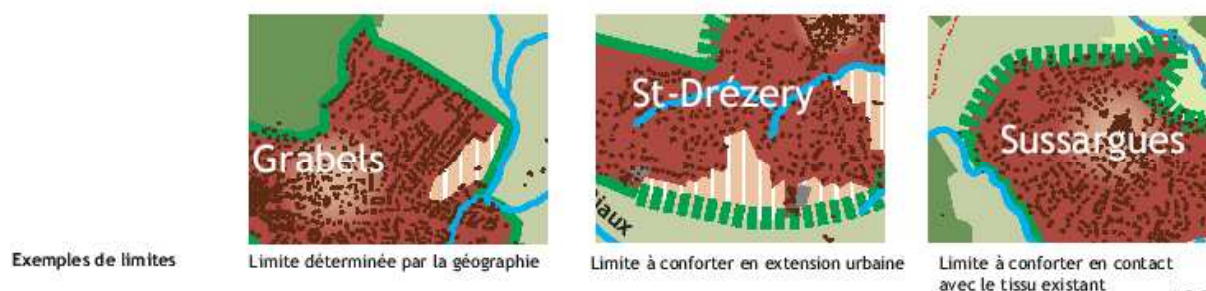 Grabels
St-Drézery
Sussargues
iaux
Exemples de limites
Limite déterminée par la géographie
Limite à conforter en extension urbaine
Limite à conforter en contact
avec le tissu existant